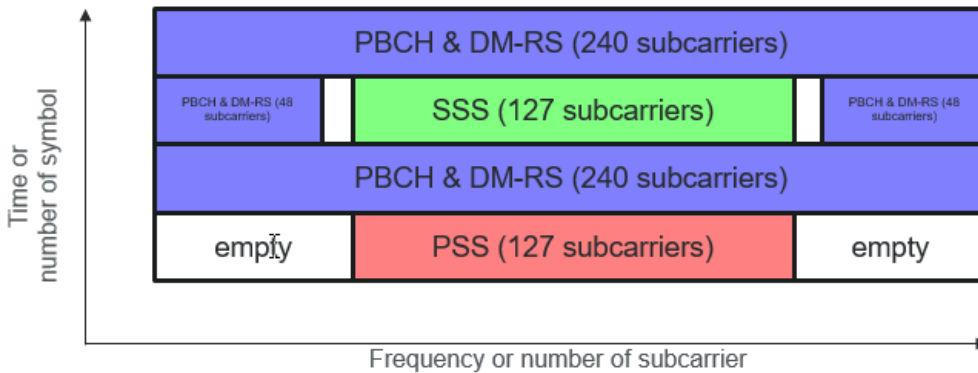 PBCH & DM-RS (240 subcarriers)
PBCH & DM-RS (48
subcarriers)
SSS (127 subcarriers)
PBCH & DM-RS (48
subcarriers)
PBCH & DM-RS (240 subcarriers)
empty
PSS (127 subcarriers)
empty
Time or
number of symbol
Frequency or number of subcarrier